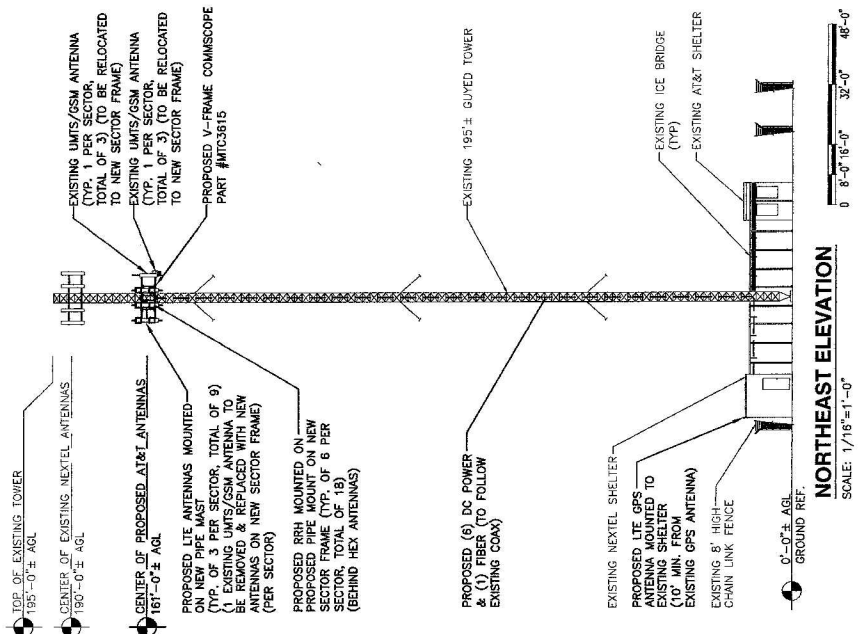 TOP OF EXISTING TOWER
195'-0"± AGL
CENTER OF EXISTING NEXTEL ANTENNAS
190'-0"± AGL
CENTER OF PROPOSED AT&T ANTENNAS
161'-0"± AGL
PROPOSED LTE ANTENNAS MOUNTED
ON NEW PIPE MAST
(TYP. OF 3 PER SECTOR, TOTAL OF 9)
(1 EXISTING UMTS/GSM ANTENNA TO
BE REMOVED & REPLACED WITH NEW
ANTENNAS ON NEW SECTOR FRAME)
(PER SECTOR)
PROPOSED RRH MOUNTED ON
PROPOSED PIPE MOUNT ON NEW
SECTOR FRAME (TYP. OF 6 PER
SECTOR, TOTAL OF 18)
(BEHIND HEX ANTENNAS)
PROPOSED (6) DC POWER
& (1) FIBER (TO FOLLOW
EXISTING COAX)
EXISTING NEXTEL SHELTER
PROPOSED LTE GPS
ANTENNA MOUNTED TO
EXISTING SHELTER
(10' MIN. FROM
EXISTING GPS ANTENNA)
EXISTING 8' HIGH
CHAIN LINK FENCE
0'-0"± AGL
GROUND REF.
EXISTING UMTS/GSM ANTENNA
(TYP. 1 PER SECTOR,
TOTAL OF 3) (TO BE RELOCATED
TO NEW SECTOR FRAME)
EXISTING UMTS/GSM ANTENNA
(TYP. 1 PER SECTOR,
TOTAL OF 3) (TO BE RELOCATED
TO NEW SECTOR FRAME)
PROPOSED V-FRAME COMMSCOPE
PART #MTC3615
EXISTING 195'± GUYED TOWER
EXISTING ICE BRIDGE
(TYP)
EXISTING AT&T SHELTER
NORTHEAST ELEVATION
SCALE: 1/16"=1'-0"
0 8'-0" 16'-0" 32'-0" 48'-0"